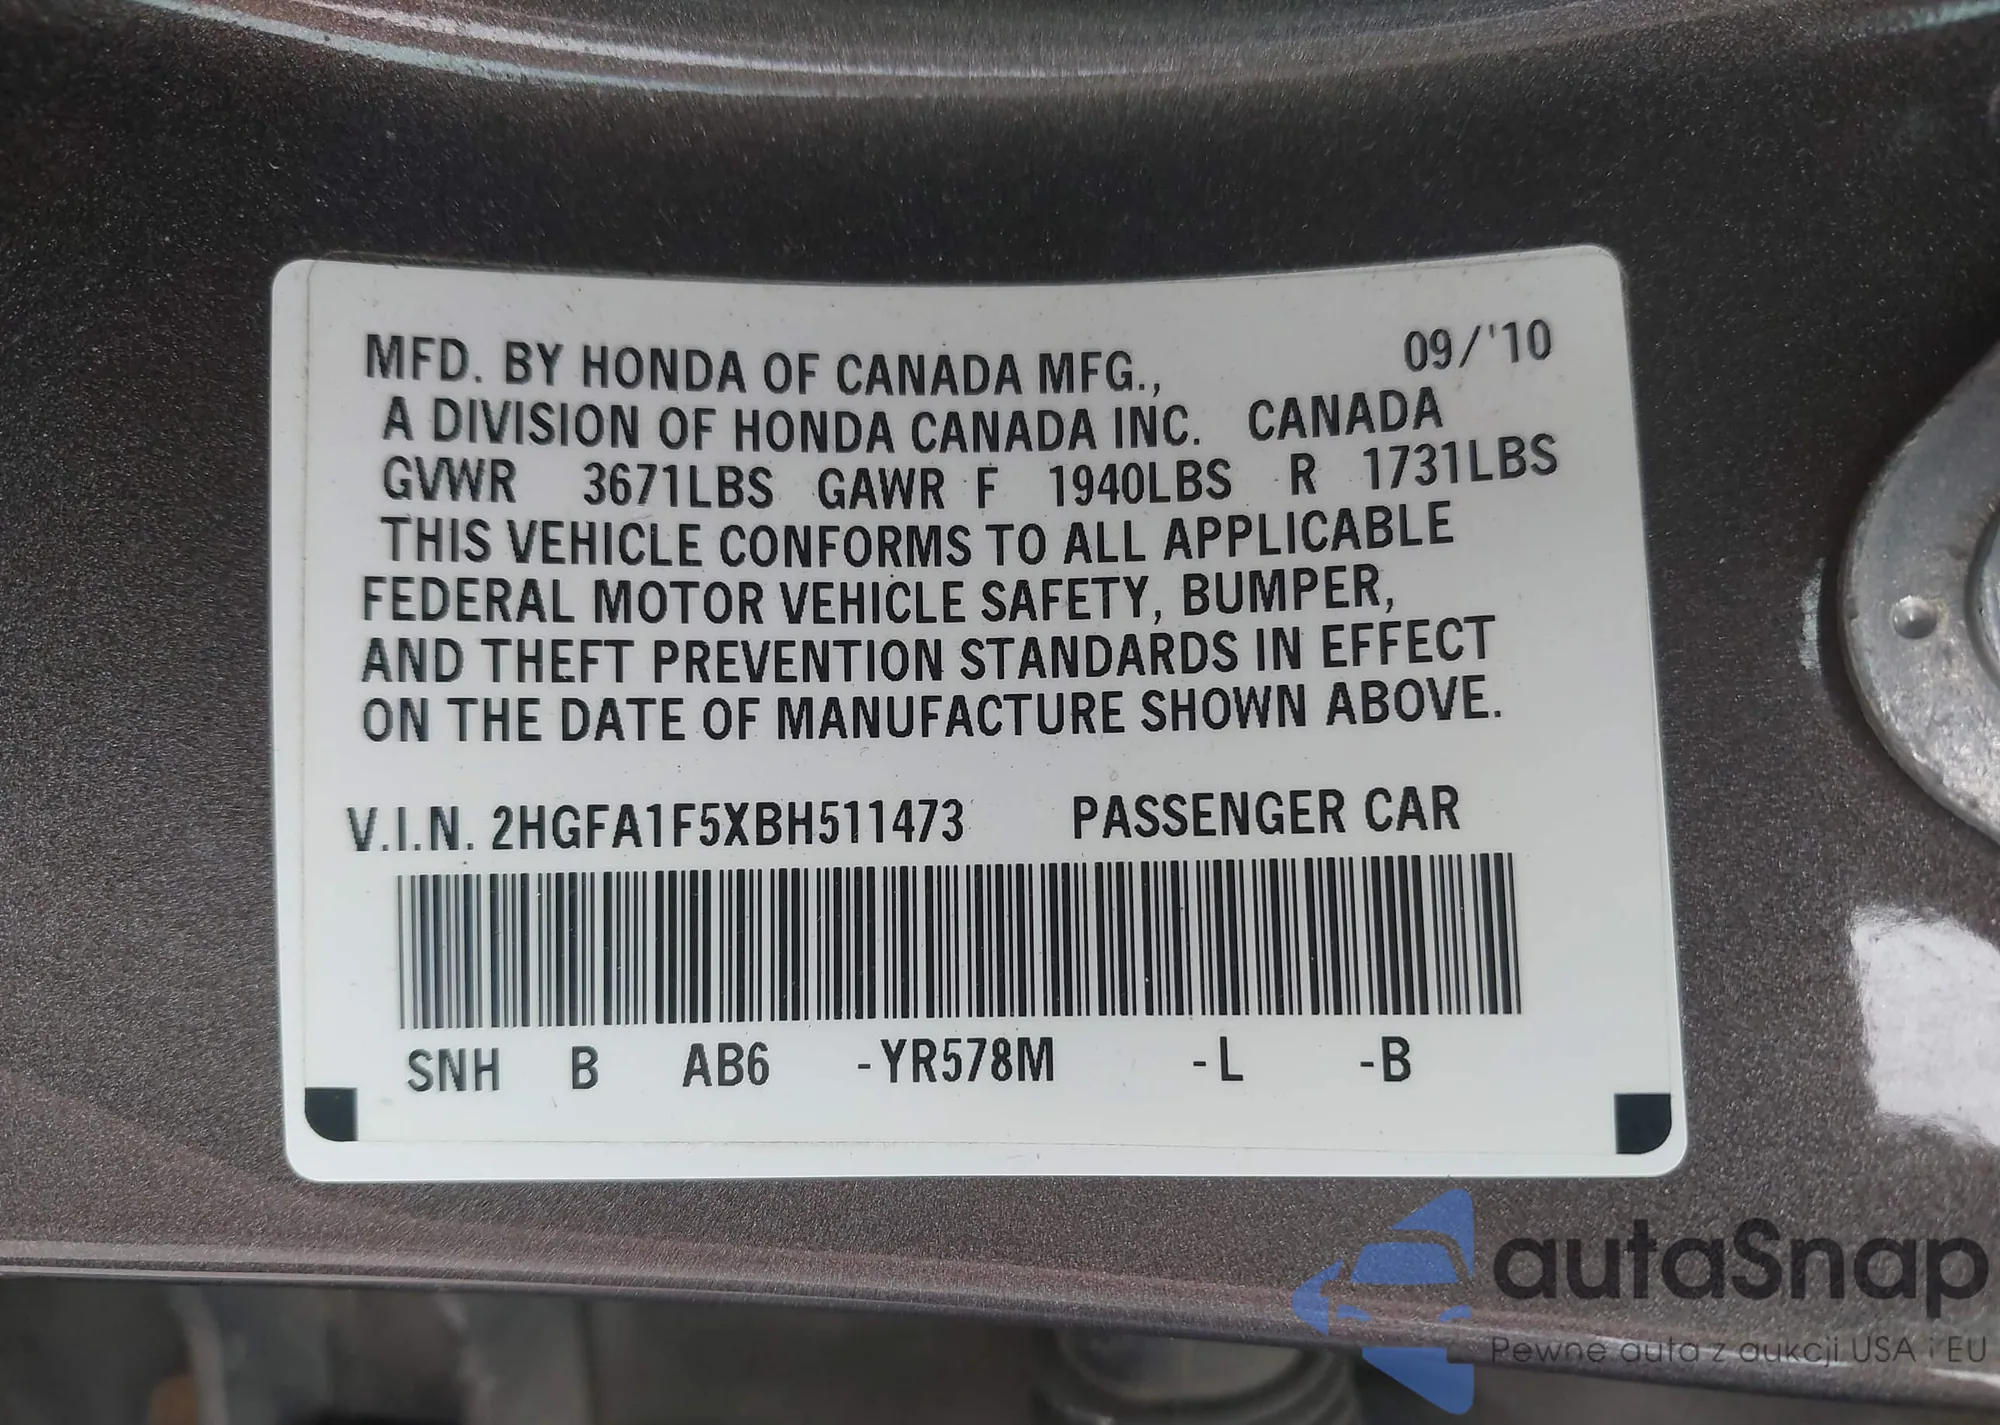 MFD. BY HONDA OF CANADA MFG., 09/'10
A DIVISION OF HONDA CANADA INC. CANADA
GVWR 3671LBS GAWR F 1940LBS R 1731LBS
THIS VEHICLE CONFORMS TO ALL APPLICABLE
FEDERAL MOTOR VEHICLE SAFETY, BUMPER,
AND THEFT PREVENTION STANDARDS IN EFFECT
ON THE DATE OF MANUFACTURE SHOWN ABOVE.
V.I.N. 2HGFA1F5XBH511473 PASSENGER CAR
SNH B AB6 -YR578M -L -B
autaSnap
Pewne auta z aukcji USA i EU